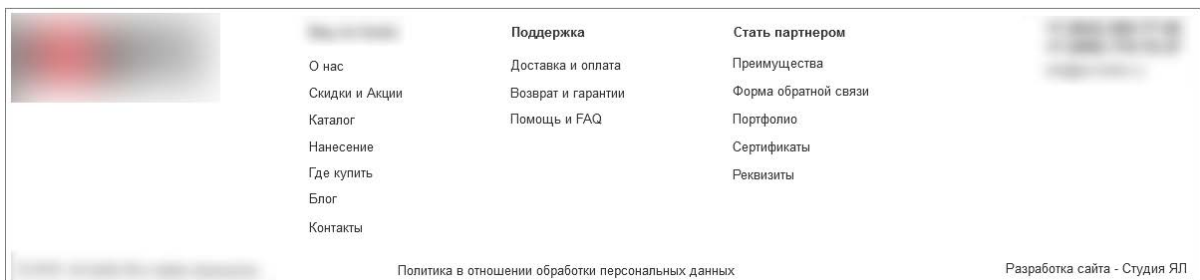 О нас
Скидки и Акции
Каталог
Нанесение
Где купить
Блог
Контакты
Поддержка
Доставка и оплата
Возврат и гарантии
Помощь и FAQ
Стать партнером
Преимущества
Форма обратной связи
Портфолио
Сертификаты
Реквизиты
Политика в отношении обработки персональных данных
Разработка сайта - Студия ЯЛ